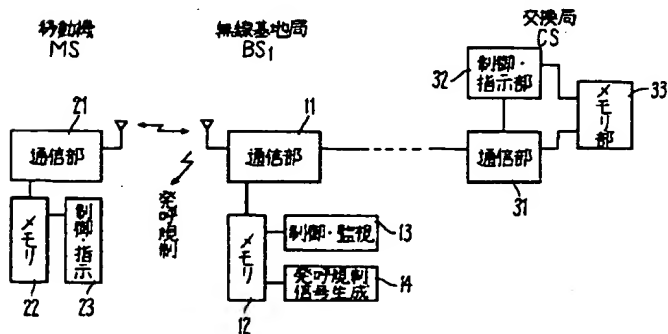 移動機
MS
21
通信部
メモリ
22
制御・指示
23
発呼規制
無線基地局
BS1
11
通信部
メモリ
12
制御・監視
13
発呼規制
信号生成
14
交換局
CS
32
制御・
指示部
メモリ部
33
通信部
31